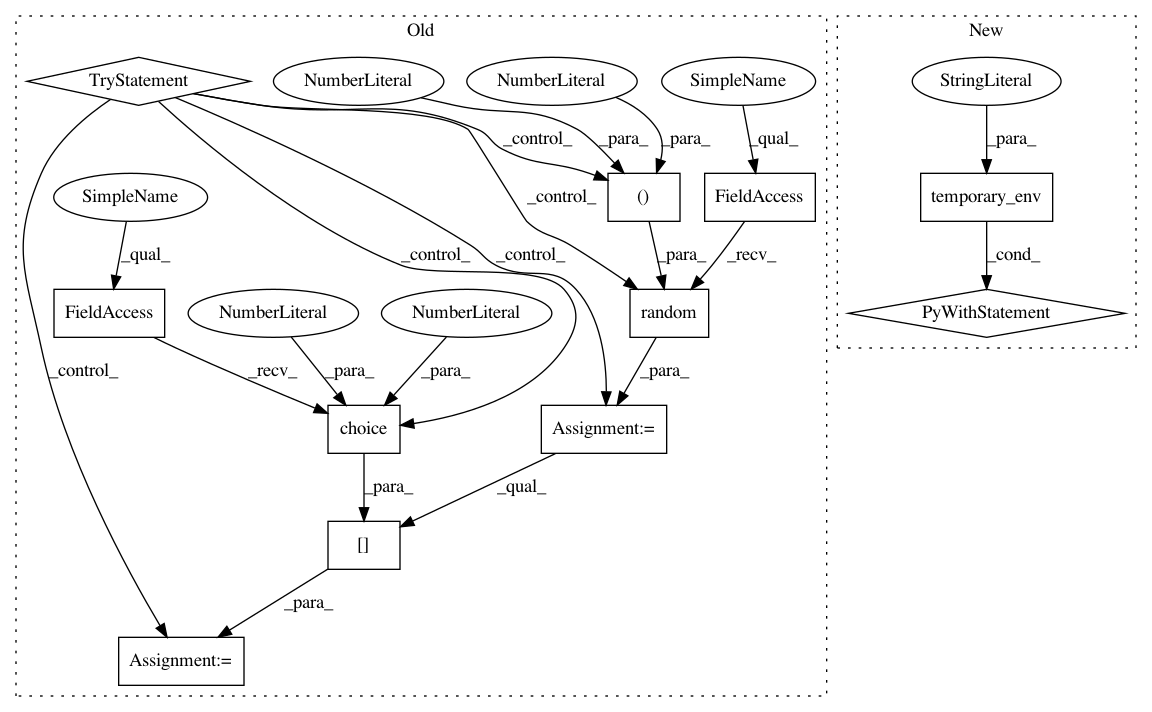 Old
New
TryStatement
NumberLiteral
NumberLiteral
SimpleName
StringLiteral
_control_
_para_
_para_
_qual_
_para_
SimpleName
_control_
()
FieldAccess
temporary_env
_qual_
_control_
_control_
_para_
_recv_
_cond_
FieldAccess
NumberLiteral
NumberLiteral
random
PyWithStatement
_control_
_recv_
_para_
_para_
_para_
choice
Assignment:=
_para_
_qual_
[]
_para_
Assignment:=